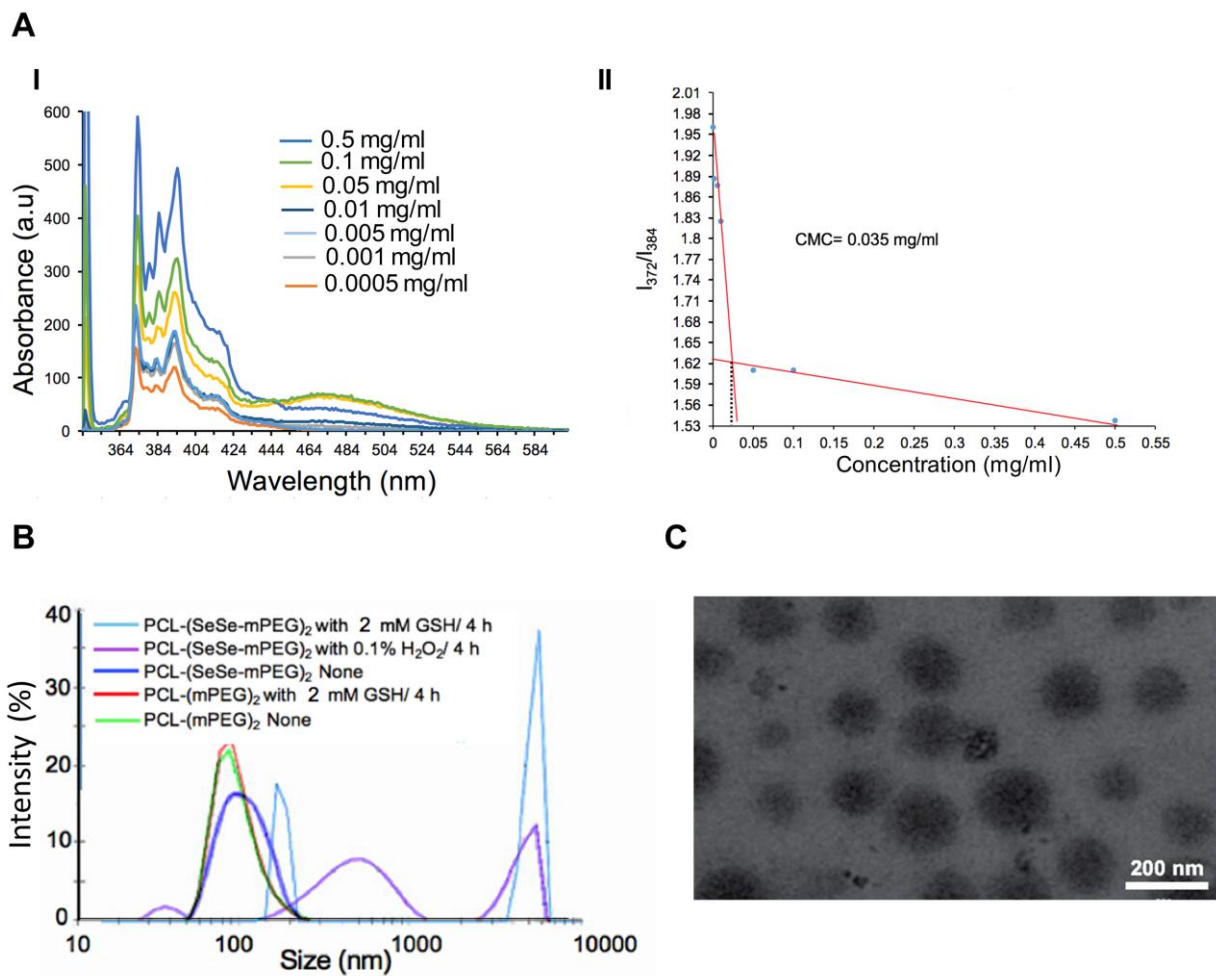 A
I
600
500
400
300
200
100
0
Absorbance (a.u)
0.5 mg/ml
0.1 mg/ml
0.05 mg/ml
0.01 mg/ml
0.005 mg/ml
0.001 mg/ml
0.0005 mg/ml
364 384 404 424 444 464 484 504 524 544 564 584
Wavelength (nm)
II
2.01
1.98
1.95
1.92
1.89
1.86
1.83
1.8
1.77
1.74
1.71
1.68
1.65
1.62
1.59
1.56
1.53
I₃₇₂/I₃₈₄
CMC= 0.035 mg/ml
0 0.05 0.1 0.15 0.2 0.25 0.3 0.35 0.4 0.45 0.5 0.55
Concentration (mg/ml)
B
40
30
20
10
0
Intensity (%)
PCL-(SeSe-mPEG)₂ with 2 mM GSH/ 4 h
PCL-(SeSe-mPEG)₂ with 0.1% H₂O₂/ 4 h
PCL-(SeSe-mPEG)₂ None
PCL-(mPEG)₂ with 2 mM GSH/ 4 h
PCL-(mPEG)₂ None
10 100 1000 10000
Size (nm)
C
200 nm